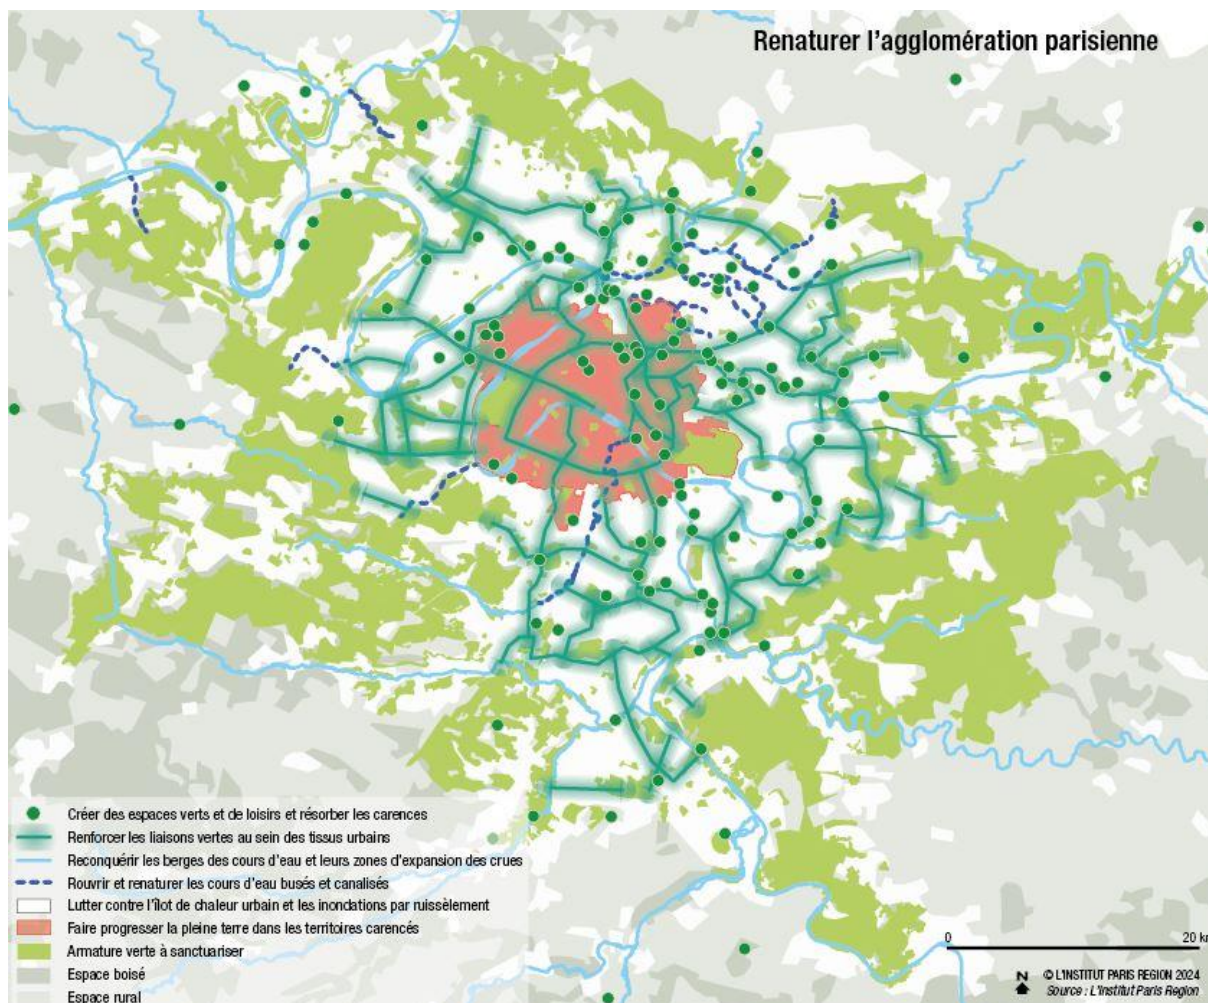 Renaturer l'agglomération parisienne
Créer des espaces verts et de loisirs et résorber les carences
Renforcer les liaisons vertes au sein des tissus urbains
Reconquérir les berges des cours d'eau et leurs zones d'expansion des crues
Rouvrir et renaturer les cours d'eau busés et canalisés
Lutter contre l'îlot de chaleur urbain et les inondations par ruissèlement
Faire progresser la pleine terre dans les territoires carencés
Armature verte à sanctuariser
Espace boisé
Espace rural
0 20 km
N © L'INSTITUT PARIS REGION 2024
Source : L'Institut Paris Region